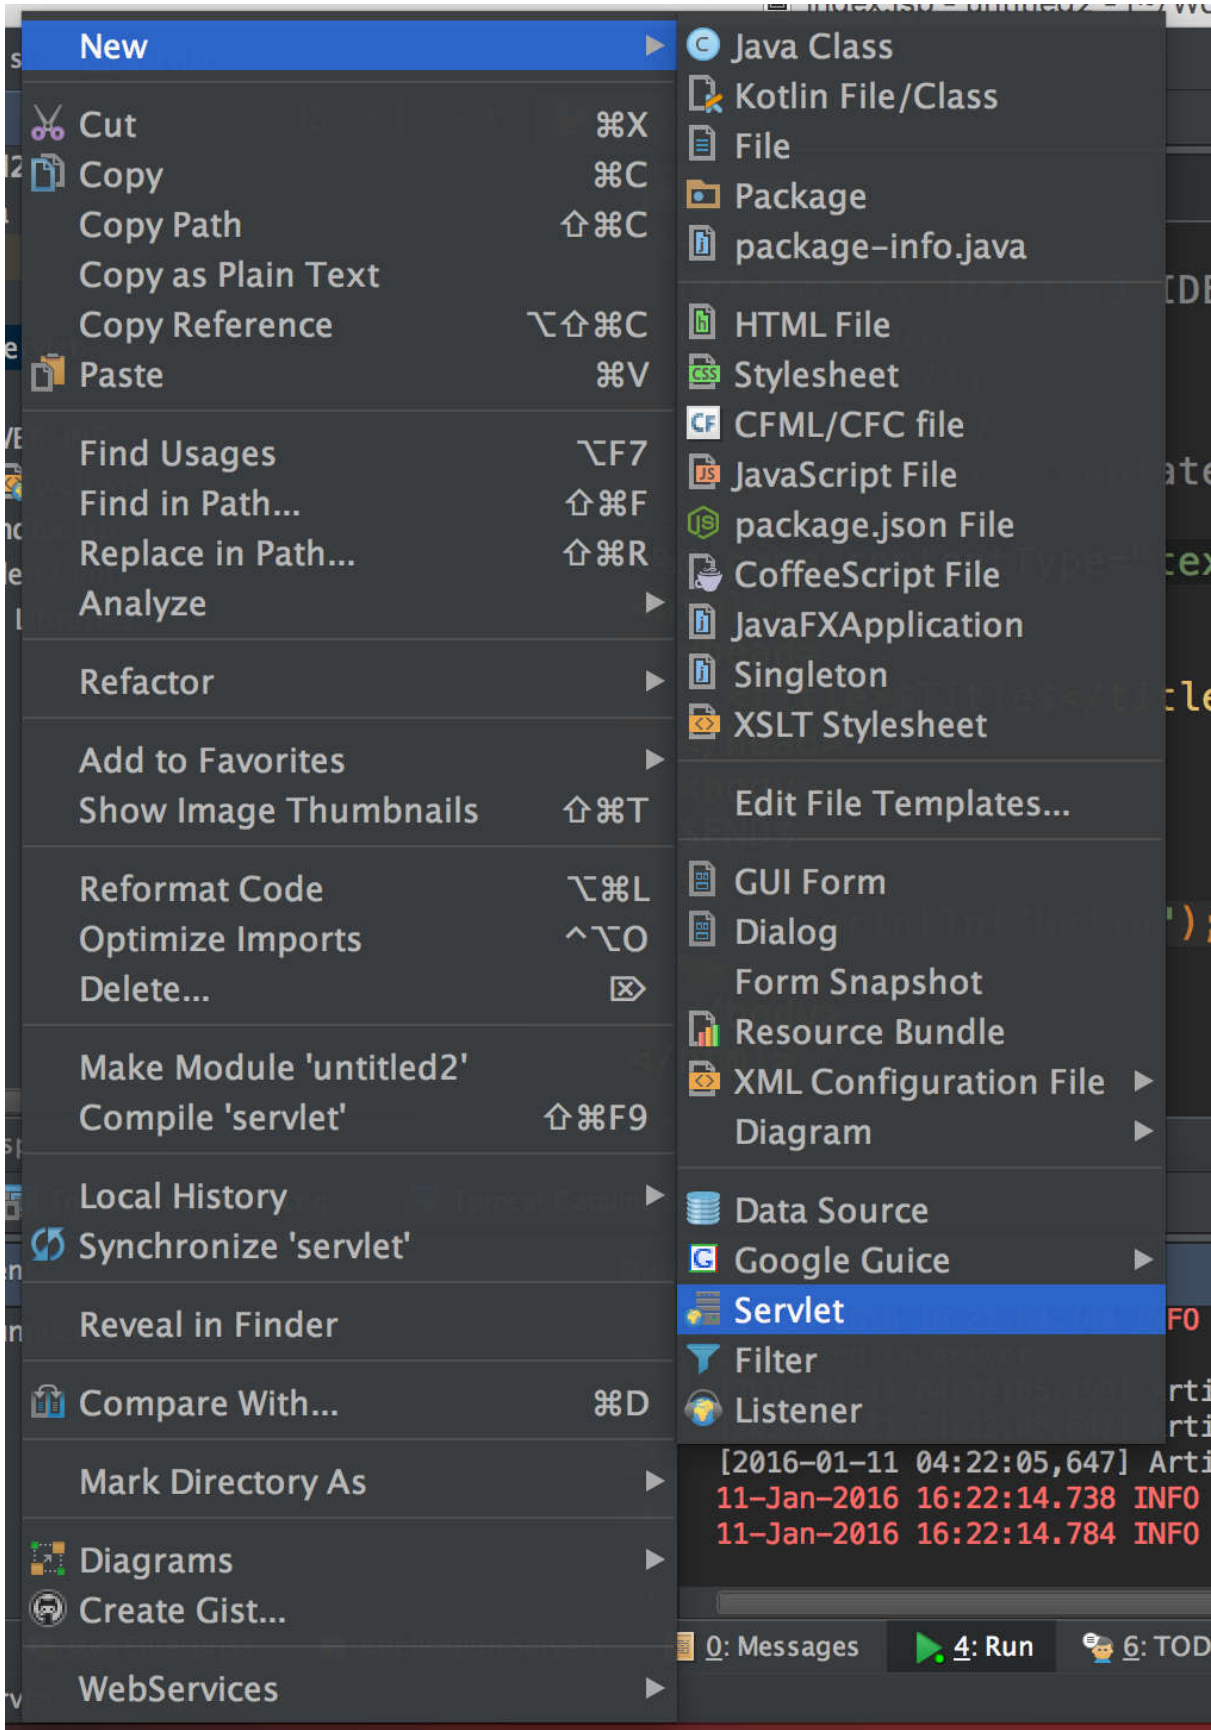 index.jsp - untitled2 - [~/Wo
New
Cut ⌘X
Copy ⌘C
Copy Path ⇧⌘C
Copy as Plain Text
Copy Reference ⌥⇧⌘C
Paste ⌘V
Find Usages ⌥F7
Find in Path... ⇧⌘F
Replace in Path... ⇧⌘R
Analyze
Refactor
Add to Favorites
Show Image Thumbnails ⇧⌘T
Reformat Code ⌥⌘L
Optimize Imports ^⌥O
Delete... ⌦
Make Module 'untitled2'
Compile 'servlet' ⇧⌘F9
Local History
Synchronize 'servlet'
Reveal in Finder
Compare With... ⌘D
Mark Directory As
Diagrams
Create Gist...
WebServices
Java Class
Kotlin File/Class
File
Package
package-info.java
HTML File
Stylesheet
CFML/CFC file
JavaScript File
package.json File
CoffeeScript File
JavaFXApplication
Singleton
XSLT Stylesheet
Edit File Templates...
GUI Form
Dialog
Form Snapshot
Resource Bundle
XML Configuration File
Diagram
Data Source
Google Guice
Servlet
Filter
Listener
[2016-01-11 04:22:05,647] Arti
11-Jan-2016 16:22:14.738 INFO
11-Jan-2016 16:22:14.784 INFO
0: Messages 4: Run 6: TOD